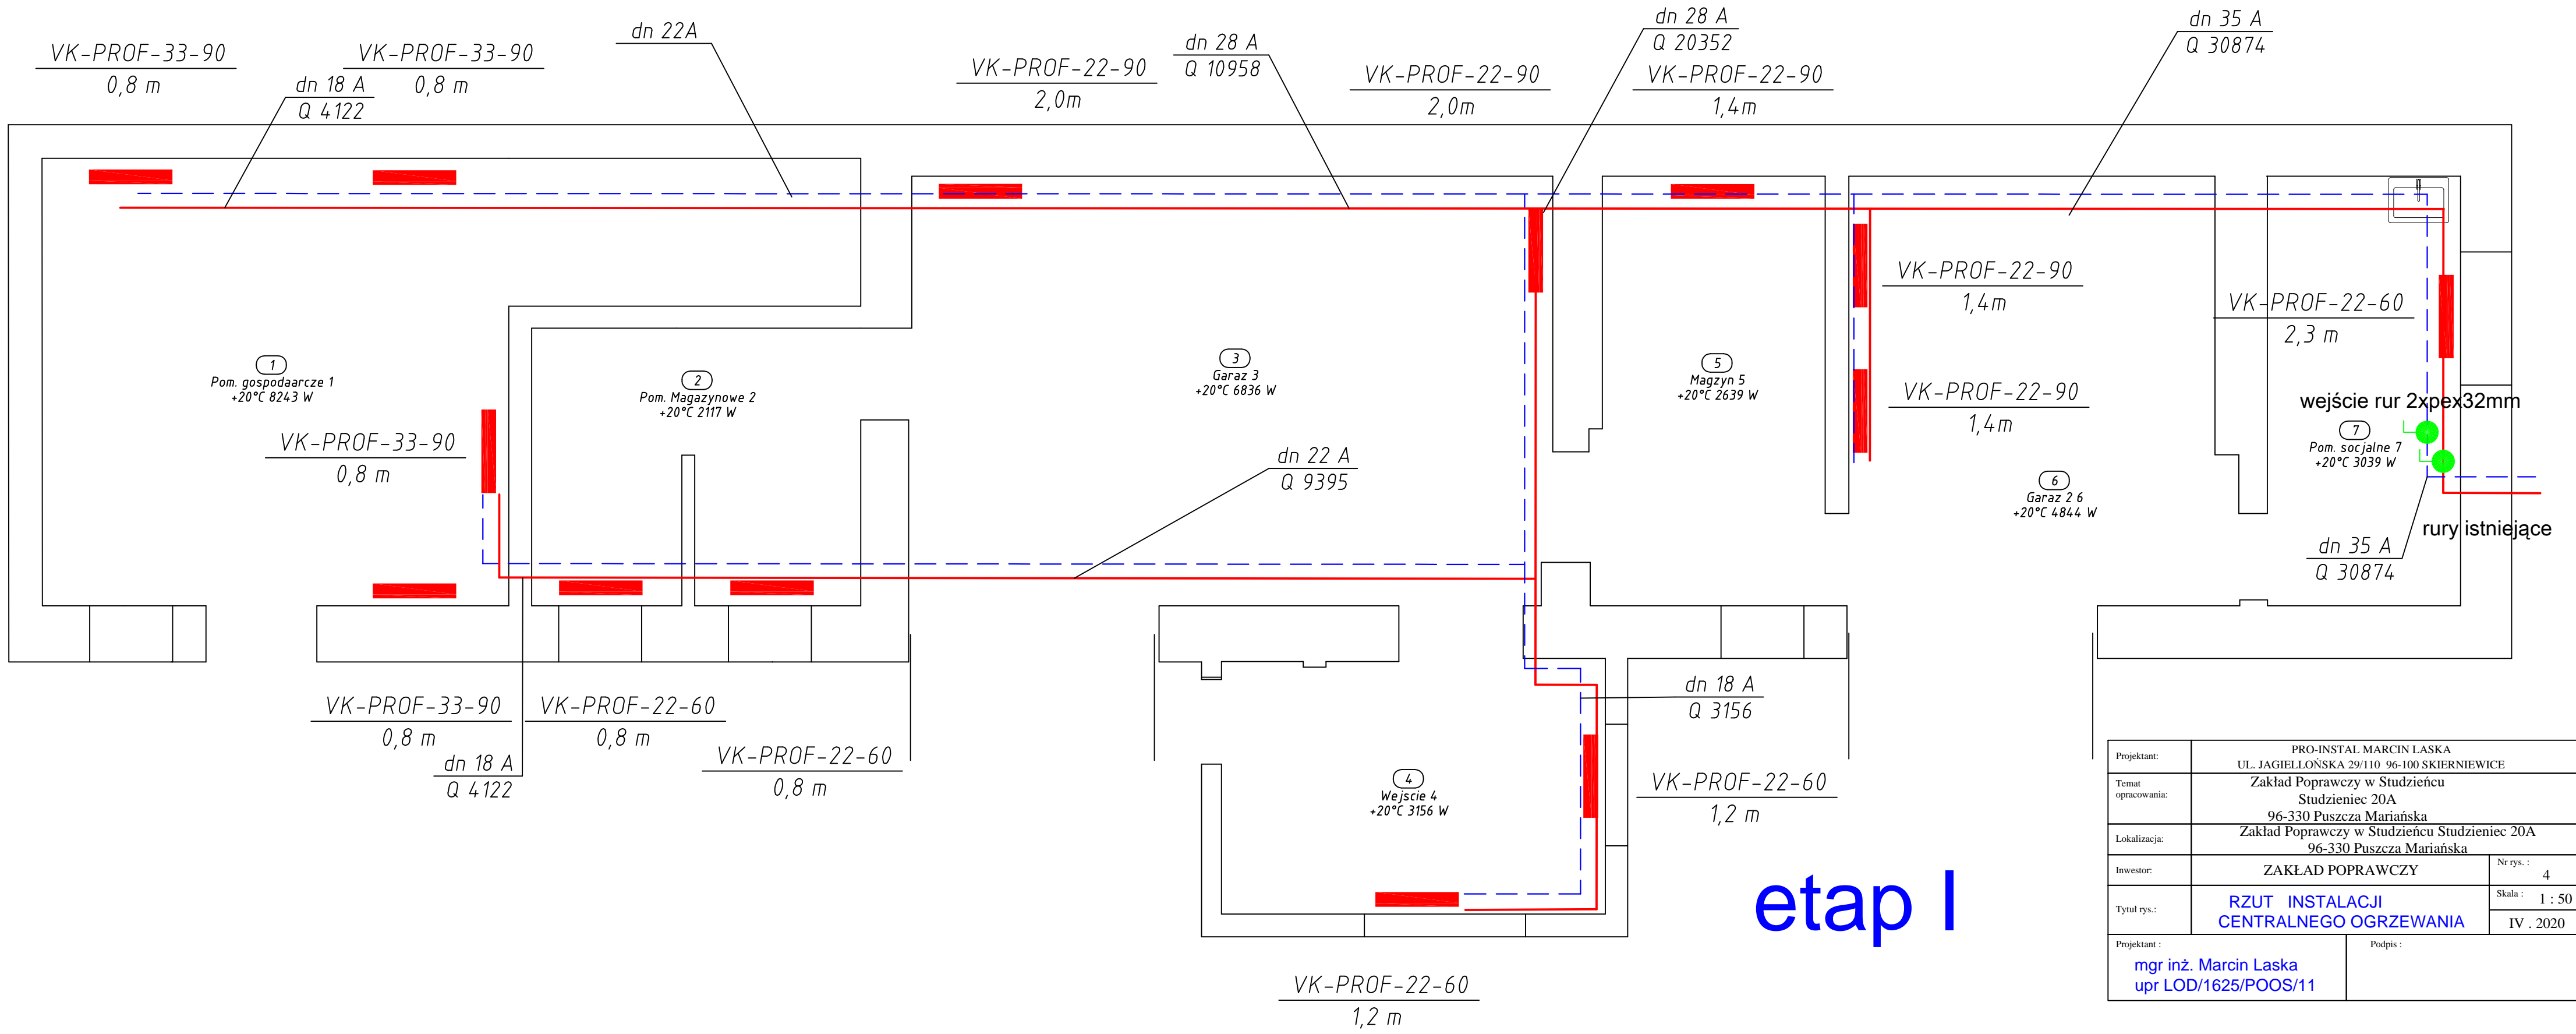 VK-PROF-33-90
0,8 m
dn 18 A
Q 4122
VK-PROF-33-90
0,8 m
dn 22A
VK-PROF-22-90
2,0m
dn 28 A
Q 10958
VK-PROF-22-90
2,0m
dn 28 A
Q 20352
VK-PROF-22-90
1,4m
dn 35 A
Q 30874
1
Pom. gospodaarcze 1
+20°C 8243 W
2
Pom. Magazynowe 2
+20°C 2117 W
3
Garaz 3
+20°C 6836 W
5
Magzyn 5
+20°C 2639 W
VK-PROF-22-90
1,4m
VK-PROF-22-60
2,3 m
VK-PROF-22-90
1,4m
wejście rur 2xpex32mm
7
Pom. socjalne 7
+20°C 3039 W
6
Garaz 2 6
+20°C 4844 W
VK-PROF-33-90
0,8 m
dn 22 A
Q 9395
rury istniejące
dn 35 A
Q 30874
VK-PROF-33-90
0,8 m
VK-PROF-22-60
0,8 m
dn 18 A
Q 4122
VK-PROF-22-60
0,8 m
dn 18 A
Q 3156
4
Wejscie 4
+20°C 3156 W
VK-PROF-22-60
1,2 m
VK-PROF-22-60
1,2 m
etap I
Projektant:
PRO-INSTAL MARCIN LASKA
UL. JAGIELLOŃSKA 29/110 96-100 SKIERNIEWICE
Temat
opracowania:
Zakład Poprawczy w Studzieńcu
Studzieniec 20A
96-330 Puszcza Mariańska
Lokalizacja:
Zakład Poprawczy w Studzieńcu Studzieniec 20A
96-330 Puszcza Mariańska
Inwestor:
ZAKŁAD POPRAWCZY
Nr rys. :
4
Tytuł rys.:
RZUT INSTALACJI
CENTRALNEGO OGRZEWANIA
Skala : 1 : 50
IV . 2020
Projektant :
mgr inż. Marcin Laska
upr LOD/1625/POOS/11
Podpis :